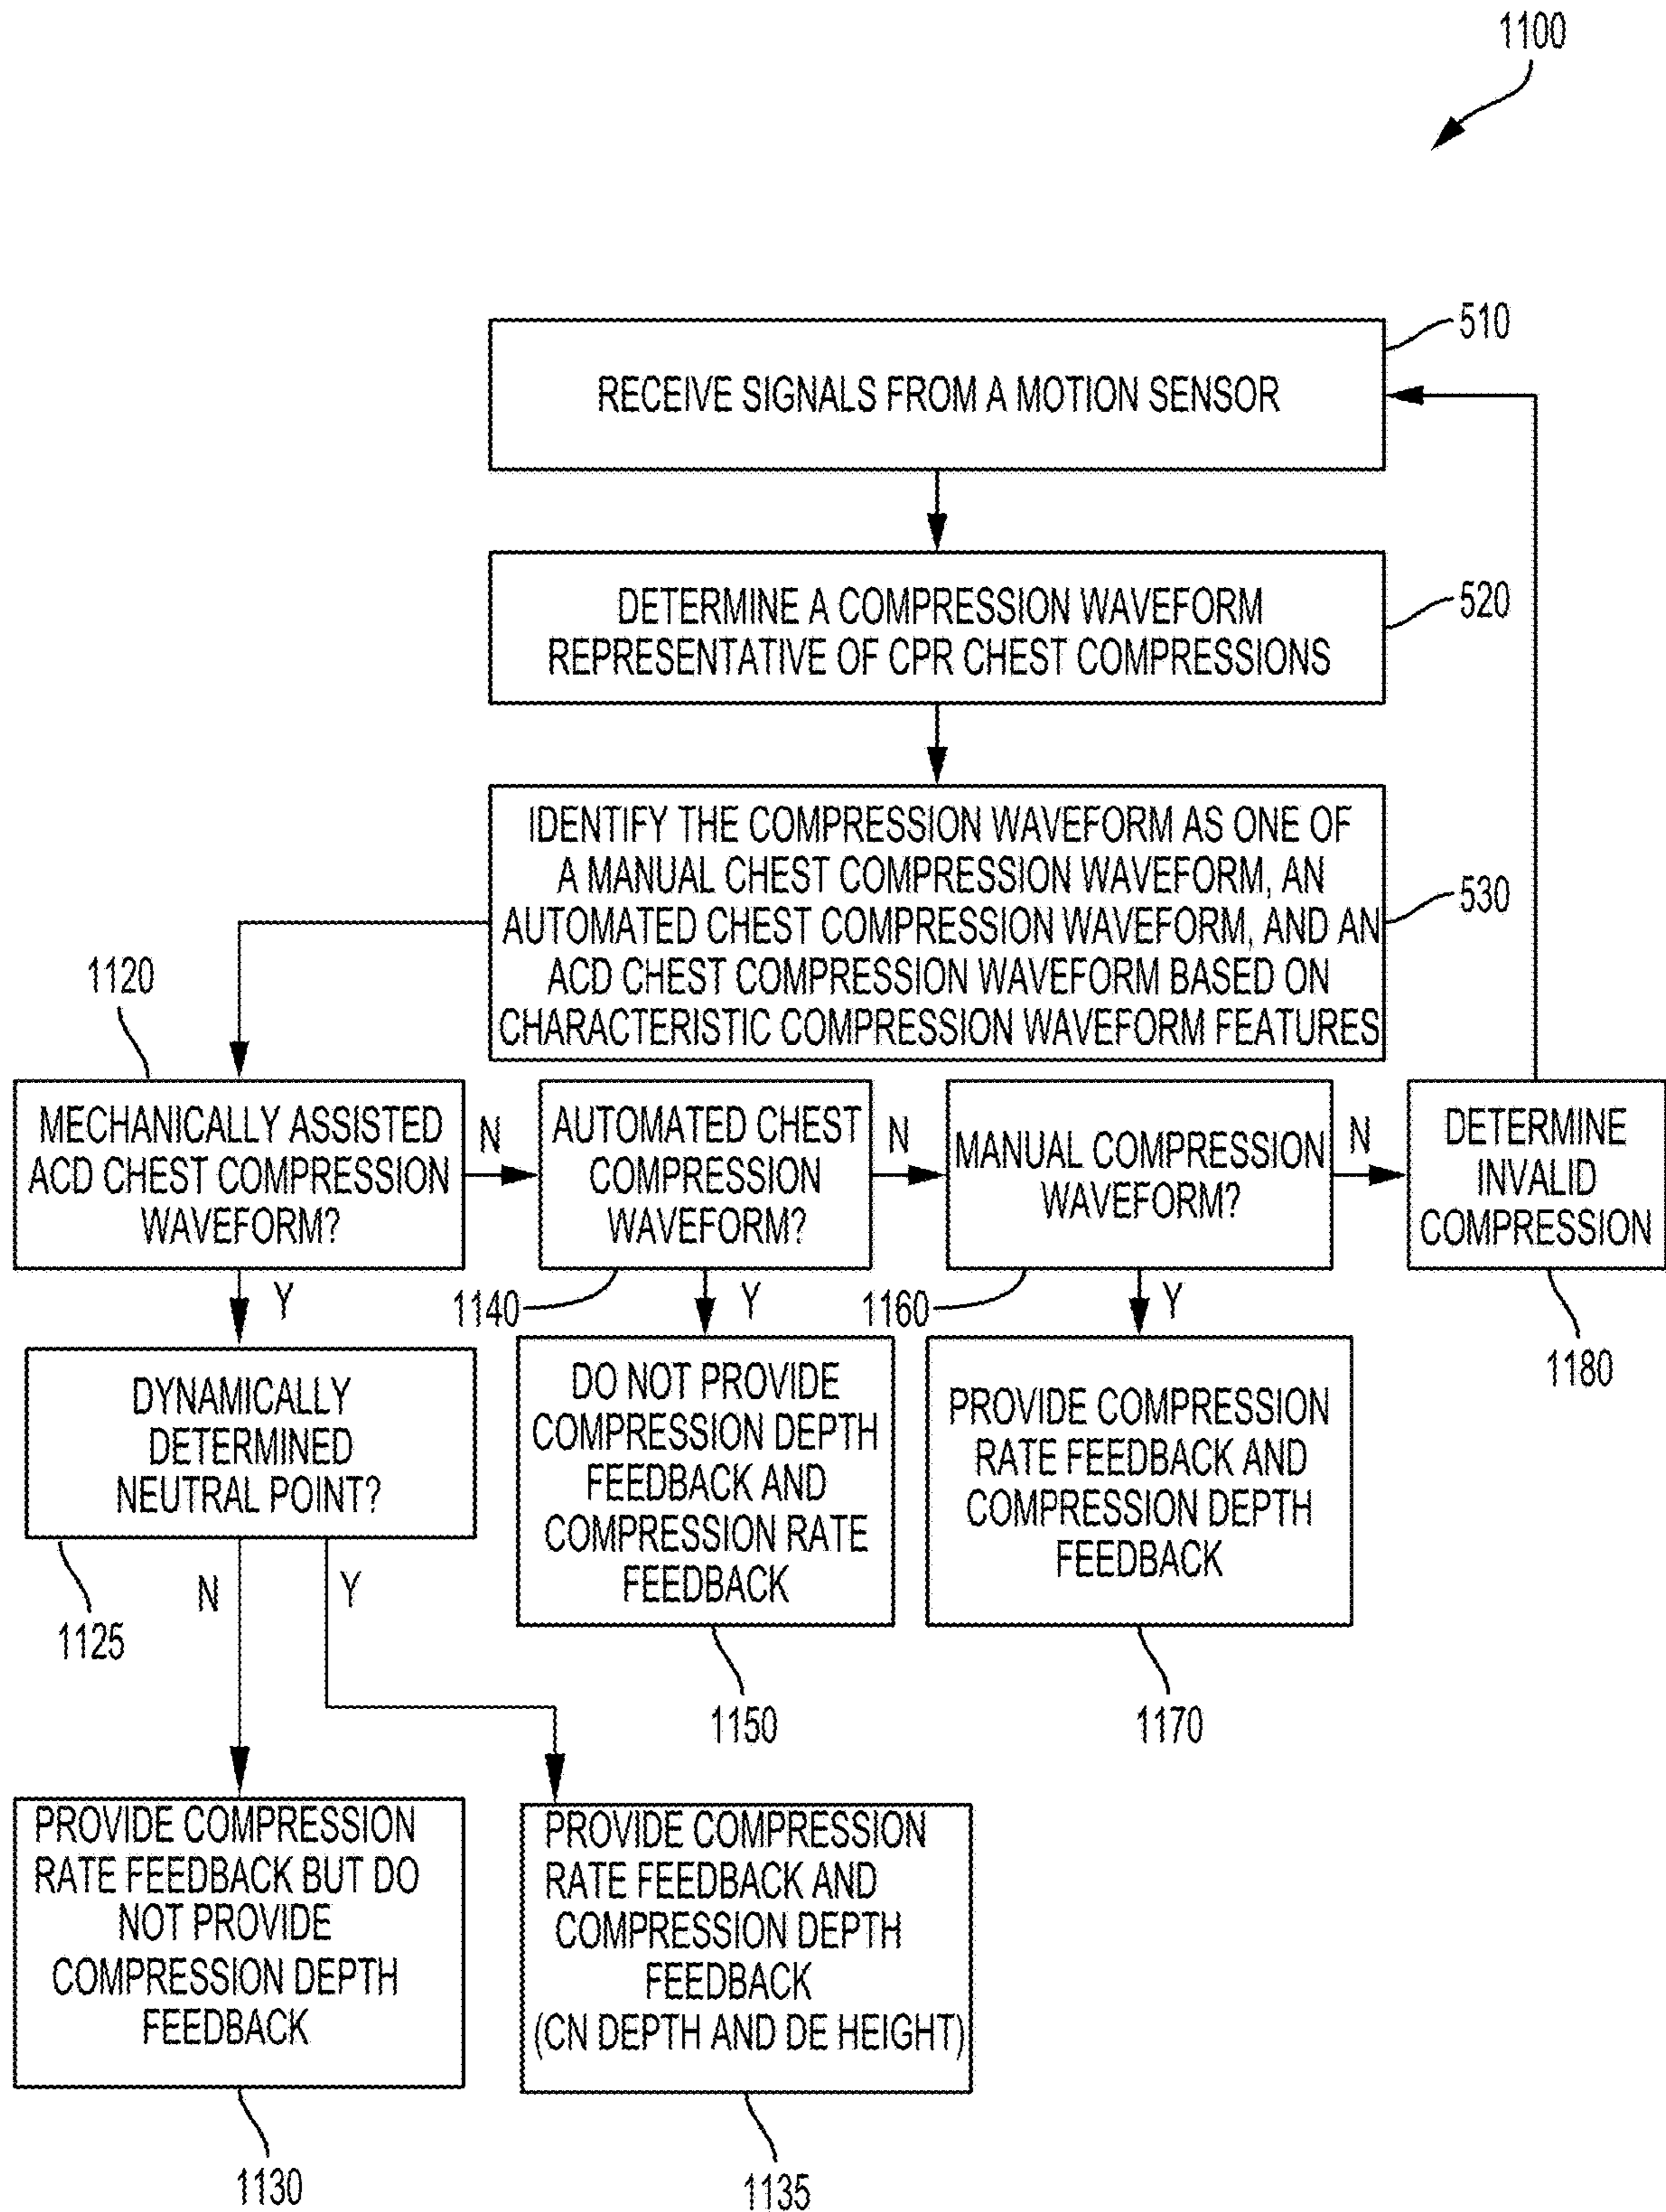 1100
510
RECEIVE SIGNALS FROM A MOTION SENSOR
520
DETERMINE A COMPRESSION WAVEFORM
REPRESENTATIVE OF CPR CHEST COMPRESSIONS
530
IDENTIFY THE COMPRESSION WAVEFORM AS ONE OF
A MANUAL CHEST COMPRESSION WAVEFORM, AN
AUTOMATED CHEST COMPRESSION WAVEFORM, AND AN
ACD CHEST COMPRESSION WAVEFORM BASED ON
CHARACTERISTIC COMPRESSION WAVEFORM FEATURES
1120
MECHANICALLY ASSISTED
ACD CHEST COMPRESSION
WAVEFORM?
N
AUTOMATED CHEST
COMPRESSION
WAVEFORM?
N
MANUAL COMPRESSION
WAVEFORM?
N
DETERMINE
INVALID
COMPRESSION
Y
1140
Y
1160
Y
1180
DYNAMICALLY
DETERMINED
NEUTRAL POINT?
1125
DO NOT PROVIDE
COMPRESSION DEPTH
FEEDBACK AND
COMPRESSION RATE
FEEDBACK
1150
PROVIDE COMPRESSION
RATE FEEDBACK AND
COMPRESSION DEPTH
FEEDBACK
1170
N
Y
PROVIDE COMPRESSION
RATE FEEDBACK BUT DO
NOT PROVIDE
COMPRESSION DEPTH
FEEDBACK
1130
PROVIDE COMPRESSION
RATE FEEDBACK AND
COMPRESSION DEPTH
FEEDBACK
(CN DEPTH AND DE HEIGHT)
1135